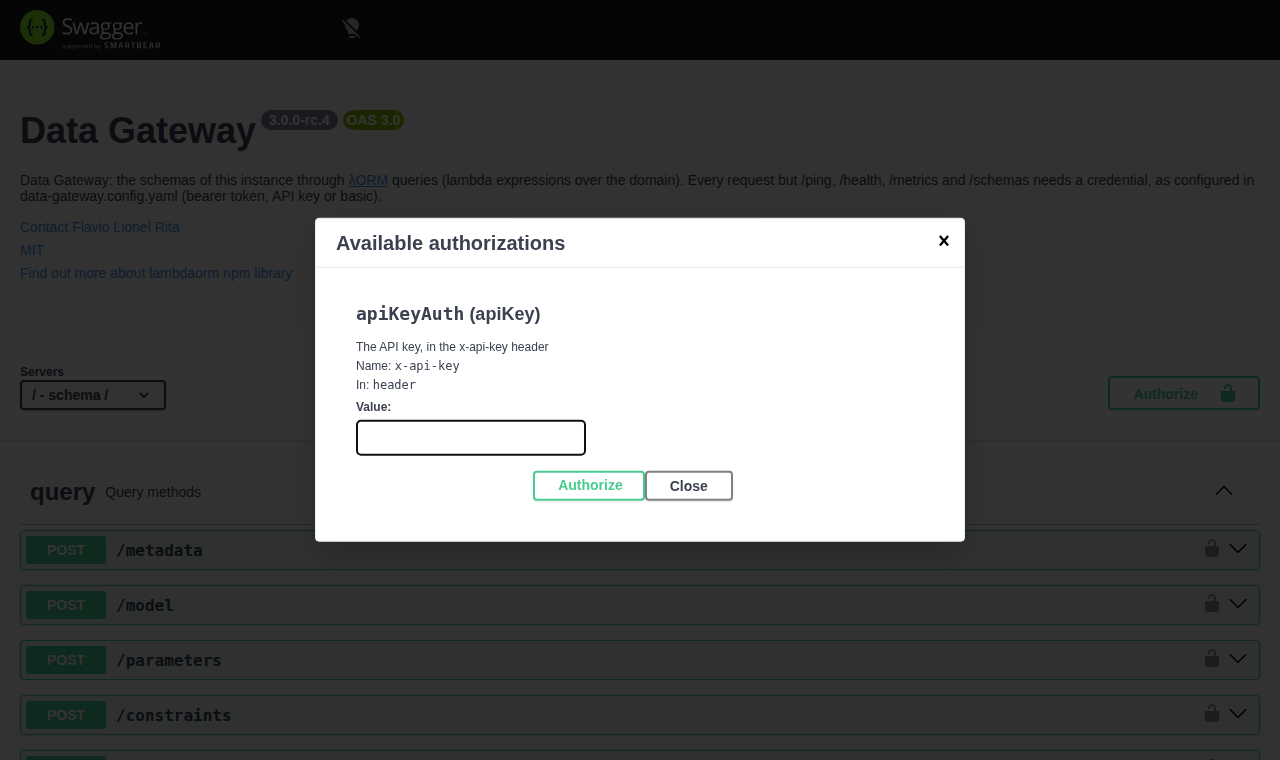 Swagger.
Supported by SMARTBEAR
Data Gateway 3.0.0-rc.4 OAS 3.0
Data Gateway: the schemas of this instance through λORM queries (lambda expressions over the domain). Every request but /ping, /health, /metrics and /schemas needs a credential, as configured in
data-gateway.config.yaml (bearer token, API key or basic).
Contact Flavio Lionel Rita
MIT
Find out more about lambdaorm npm library
Available authorizations
apiKeyAuth (apiKey)
The API key, in the x-api-key header
Name: x-api-key
In: header
Value:
Authorize Close
Servers
/ - schema /
Authorize
query Query methods
POST /metadata
POST /model
POST /parameters
POST /constraints